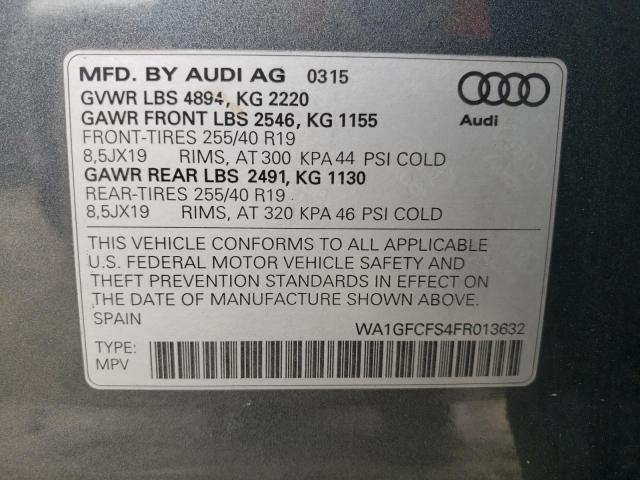 MFD. BY AUDI AG 0315
GVWR LBS 4894, KG 2220
GAWR FRONT LBS 2546, KG 1155
FRONT-TIRES 255/40 R19
8,5JX19 RIMS, AT 300 KPA 44 PSI COLD
GAWR REAR LBS 2491, KG 1130
REAR-TIRES 255/40 R19
8,5JX19 RIMS, AT 320 KPA 46 PSI COLD
Audi
THIS VEHICLE CONFORMS TO ALL APPLICABLE
U.S. FEDERAL MOTOR VEHICLE SAFETY AND
THEFT PREVENTION STANDARDS IN EFFECT ON
THE DATE OF MANUFACTURE SHOWN ABOVE.
SPAIN WA1GFCFS4FR013632
TYPE:
MPV